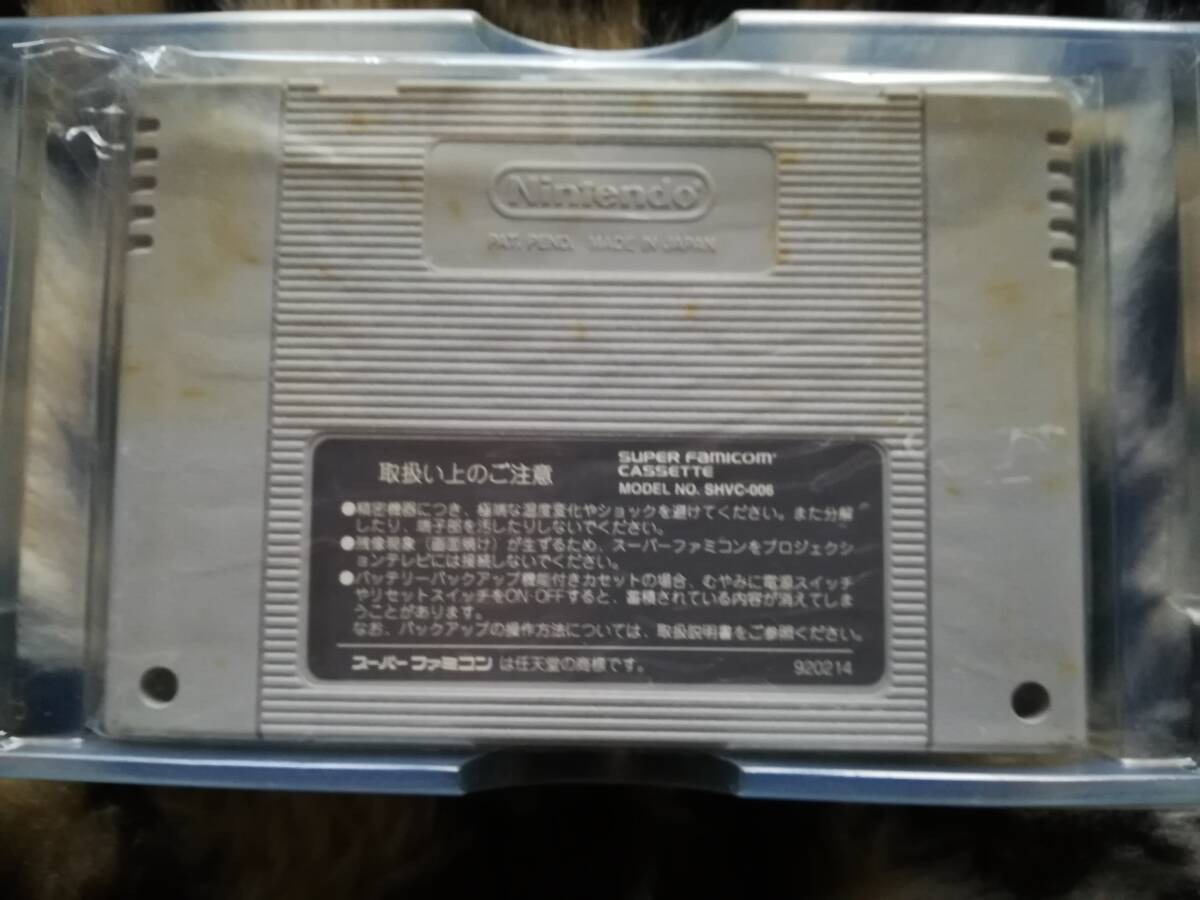 Nintendo
PAT. PEND. MADE IN JAPAN
取扱い上のご注意
SUPER FAMICOM
CASSETTE
MODEL NO. SHVC-006
●精密機器につき、極端な温度変化やショックを避けてください。また分解
したり、端子部を汚したりしないでください。
●残像現象(画面焼け)が生ずるため、スーパーファミコンをプロジェクシ
ョンテレビには接続しないでください。
●バッテリーバックアップ機能付きカセットの場合、むやみに電源スイッチ
やリセットスイッチをON-OFFすると、蓄積されている内容が消えてしま
うことがあります。
なお、バックアップの操作方法については、取扱説明書をご参照ください。
スーパーファミコン は任天堂の商標です。
920214